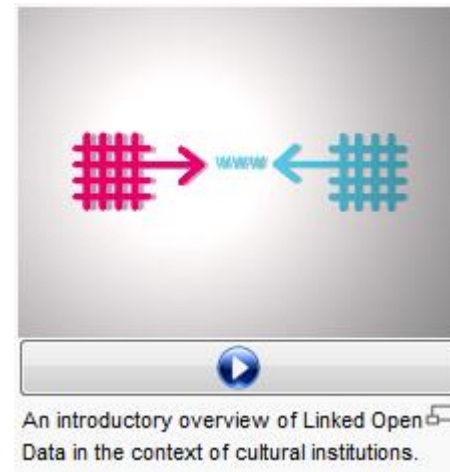 www
An introductory overview of Linked Open
Data in the context of cultural institutions.